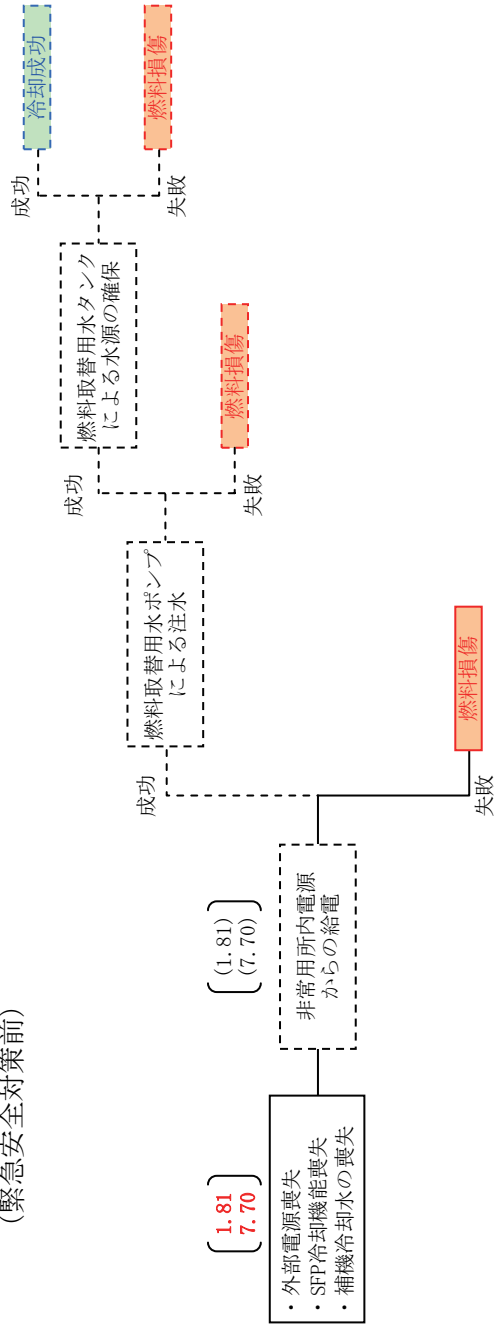 (緊急安全対策前)
1.81
7.70
・外部電源喪失
・SFP冷却機能喪失
・補機冷却水の喪失
(1.81)
(7.70)
非常用所内電源
からの給電
成功
失敗
燃料損傷
燃料取替用水ポンプ
による注水
成功
失敗
燃料損傷
燃料取替用水タンク
による水源の確保
成功
失敗
冷却成功
燃料損傷